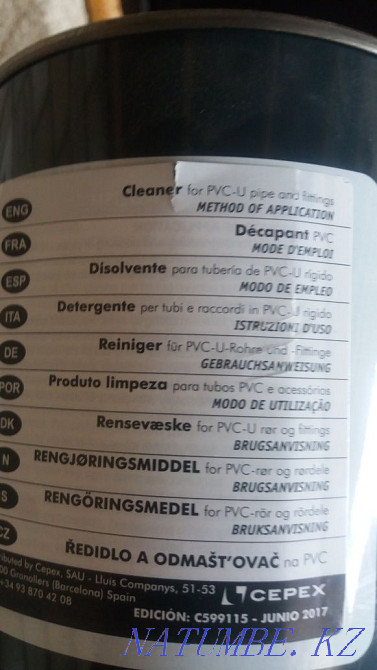 ENG
Cleaner for PVC-U pipe and fittings
METHOD OF APPLICATION
FRA
Décapant PVC
MODE D'EMPLOI
ESP
Disolvente para tubería de PVC-U rígido
MODO DE EMPLEO
ITA
Detergente per tubi e raccordi in PVC-U rigido
ISTRUZIONI D'USO
DE
Reiniger für PVC-U-Rohre und -Fittinge
GEBRAUCHSANWEISUNG
POR
Produto limpeza para tubos PVC e acessórios
MODO DE UTILIZAÇÃO
DK
Rensevæske for PVC-U rør og fittings
BRUGSANVISNING
N
RENGJØRINGSMIDDEL for PVC-rør og rørdele
BRUGSANVISNING
S
RENGÖRINGSMEDEL for PVC-rör och rördele
BRUKSANVISNING
CZ
ŘEDIDLO A ODMAŠT'OVAČ na PVC
by Cepex, SAU - Lluis Companys, 51-53
Granollers (Barcelona) Spain
+34 93 870 42 08
CEPEX
EDICIÓN: C599115 - JUNIO 2017
NATUMBE.KZ